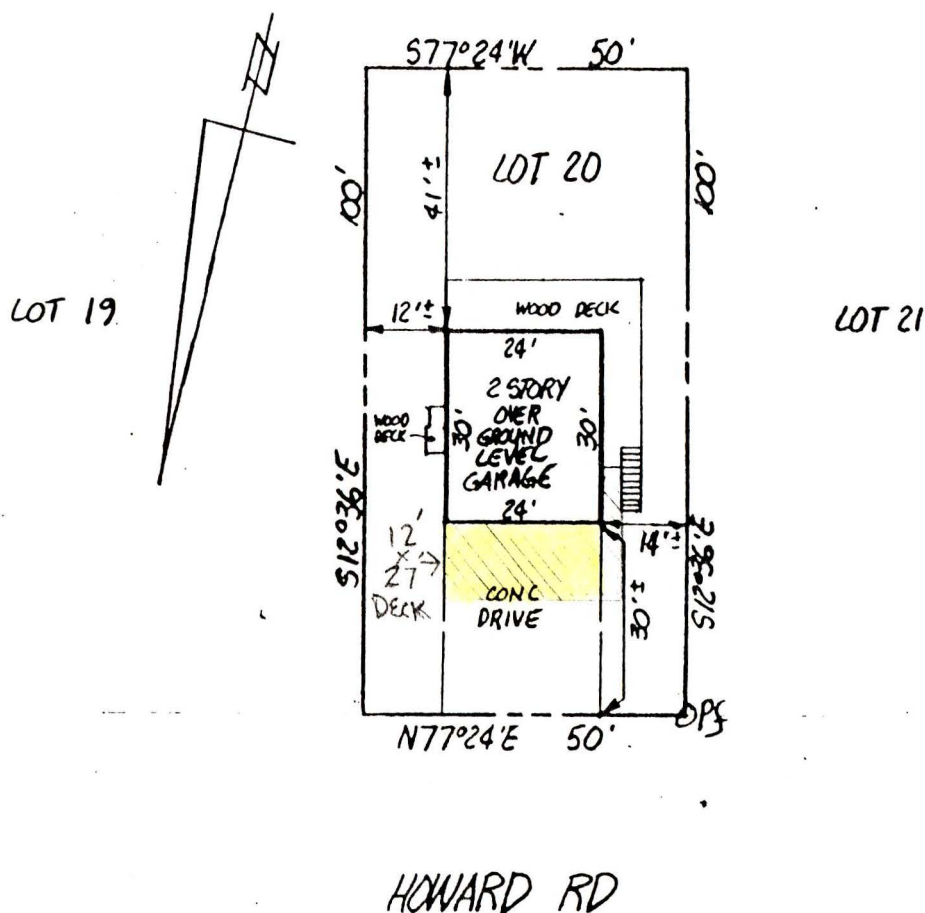 S77°24'W 50'
LOT 20
100'
100'
41'±
LOT 19
LOT 21
12'±
WOOD DECK
24'
2 STORY
OVER
GROUND
LEVEL
GARAGE
30'
30'
WOOD
DECK
24'
S12°36'E
S12°36'E
14'±
12'
×
27'
DECK
CONC
DRIVE
30'±
N77°24'E 50'
Pf
HOWARD RD